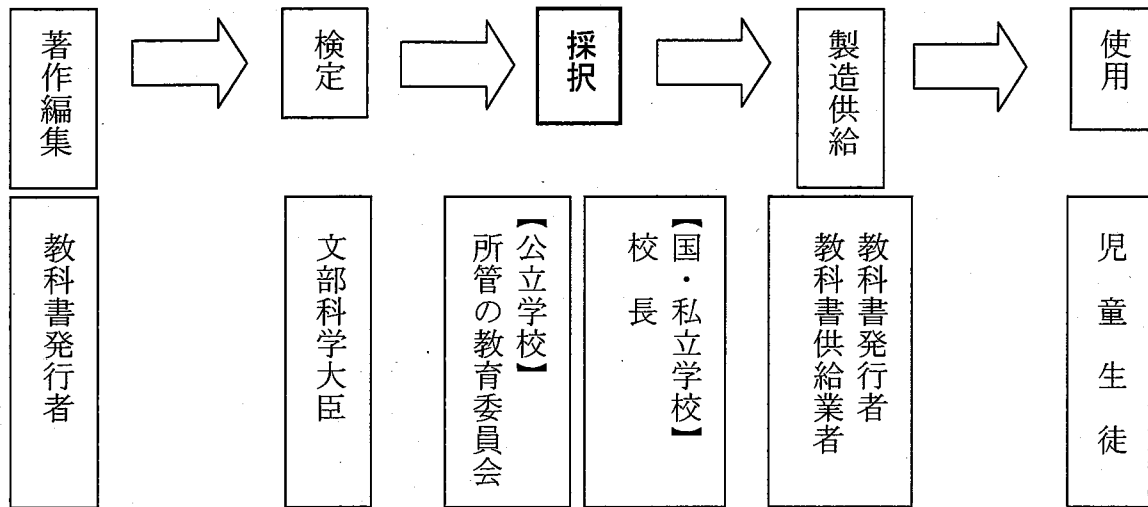 著作編集
検定
採択
製造供給
使用
教科書発行者
文部科学大臣
【公立学校】
所管の教育委員会
【国・私立学校】
校長
教科書発行者
教科書供給業者
児童生徒